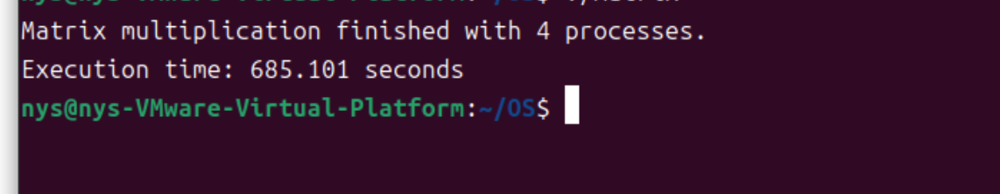 Matrix multiplication finished with 4 processes.
Execution time: 685.101 seconds
nys@nys-VMware-Virtual-Platform:~/OS$